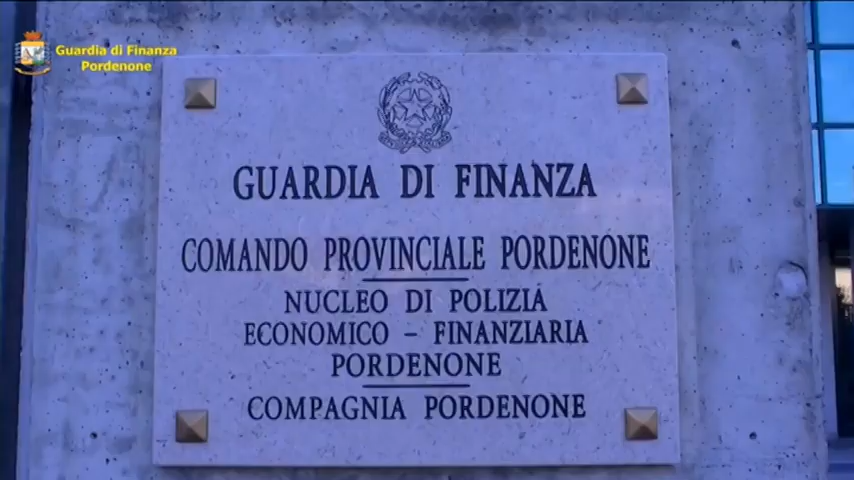 Guardia di Finanza
Pordenone
GUARDIA DI FINANZA
COMANDO PROVINCIALE PORDENONE
NUCLEO DI POLIZIA
ECONOMICO - FINANZIARIA
PORDENONE
COMPAGNIA PORDENONE